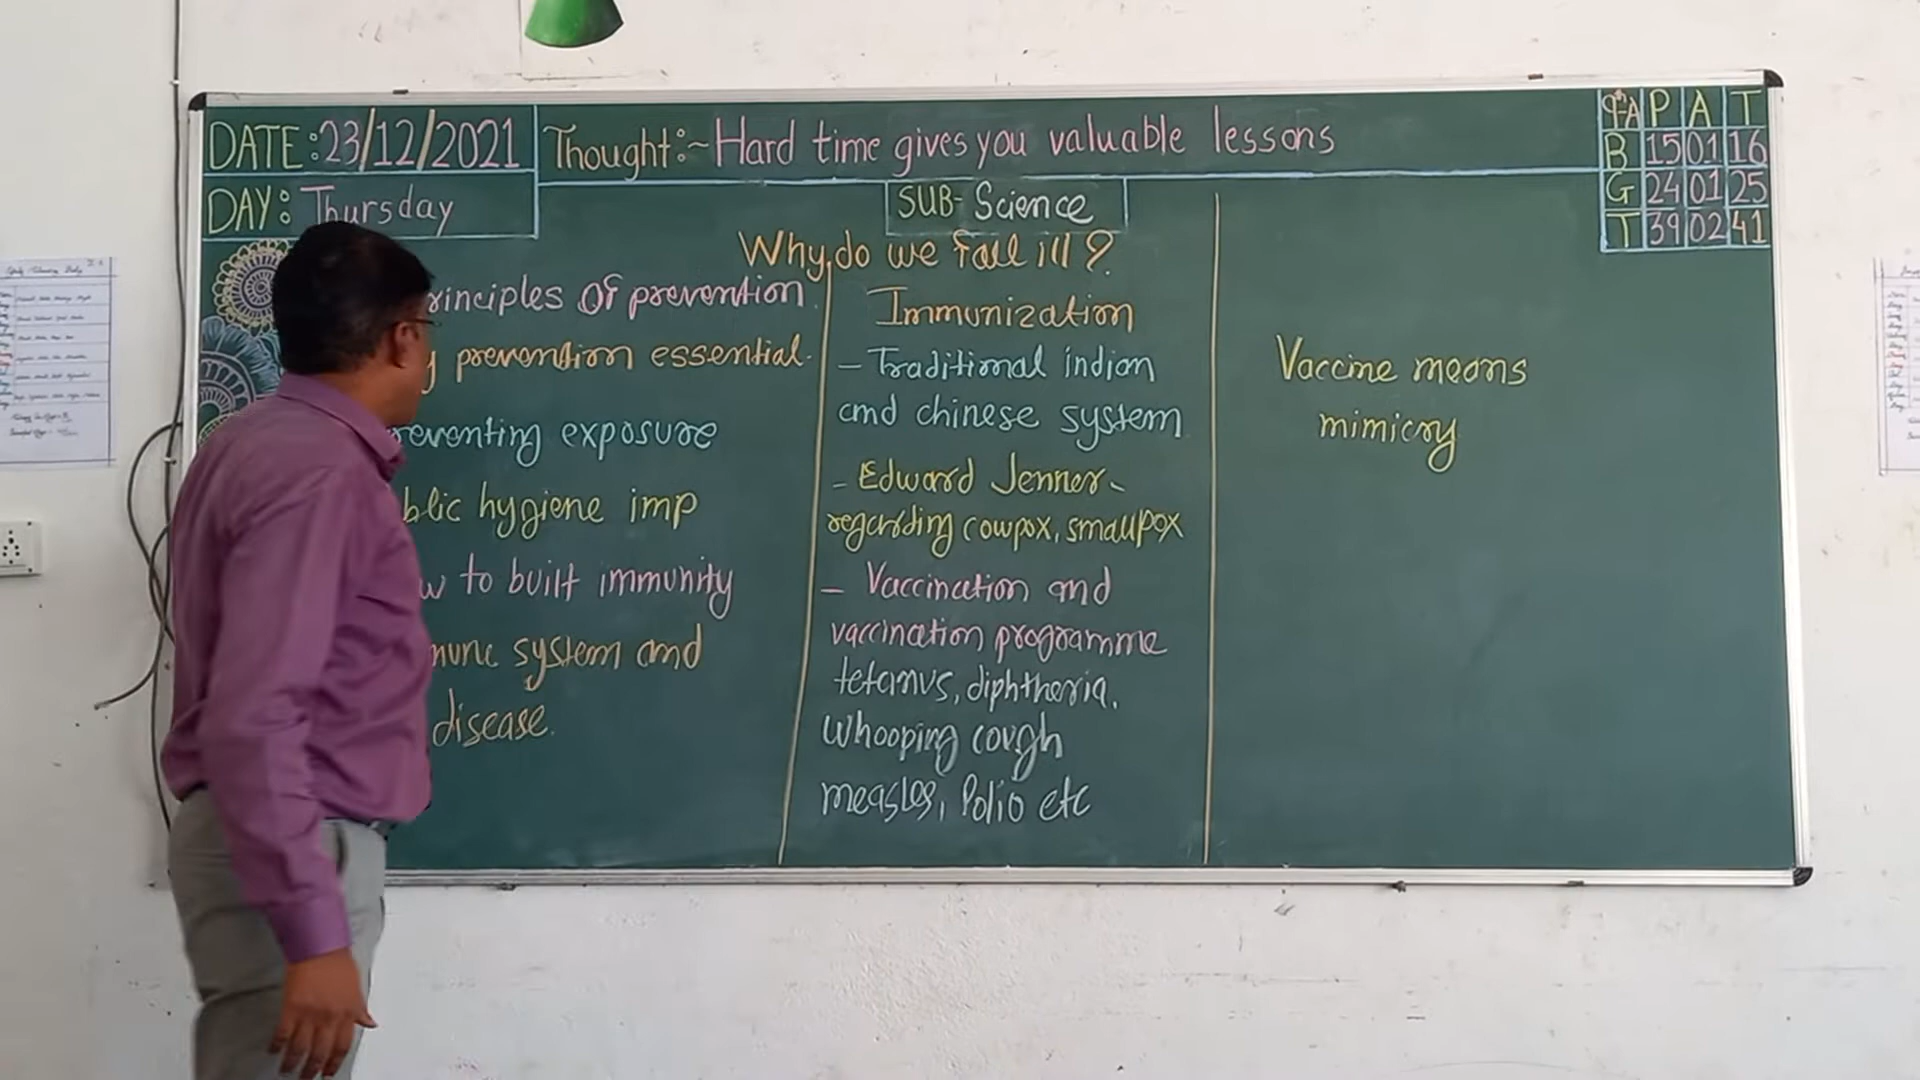 DATE:23/12/2021
DAY: Thursday
Thought:~Hard time gives you valuable lessons
9thA P A T
B 15 01 16
G 24 01 25
T 39 02 41
SUB- Science
Why do we fall ill?
rinciples of prevention
y prevention essential.
reventing exposure
blic hygiene imp
w to built immunity
mune system and
disease.
Immunization
- Traditional indian
and chinese system
- Edward Jenner-
regarding cowpox, smallpox
- Vaccination and
vaccination programme
tetanus, diphtheria,
Whooping cough
measles, Polio etc
Vaccine means
mimicry